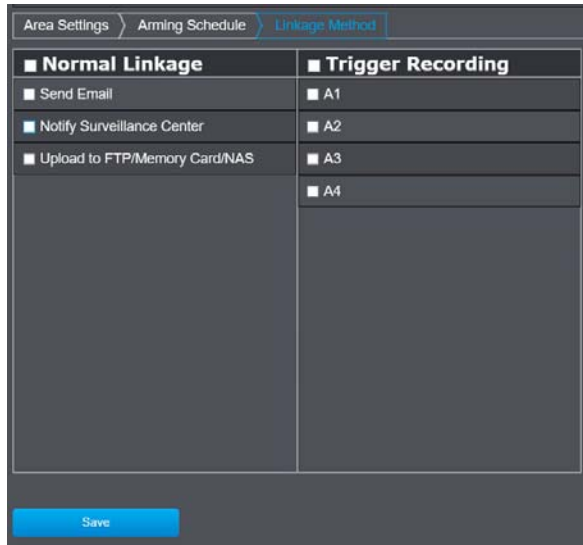 Area Settings Arming Schedule Linkage Method
Normal Linkage
Send Email
Notify Surveillance Center
Upload to FTP/Memory Card/NAS
Trigger Recording
A1
A2
A3
A4
Save